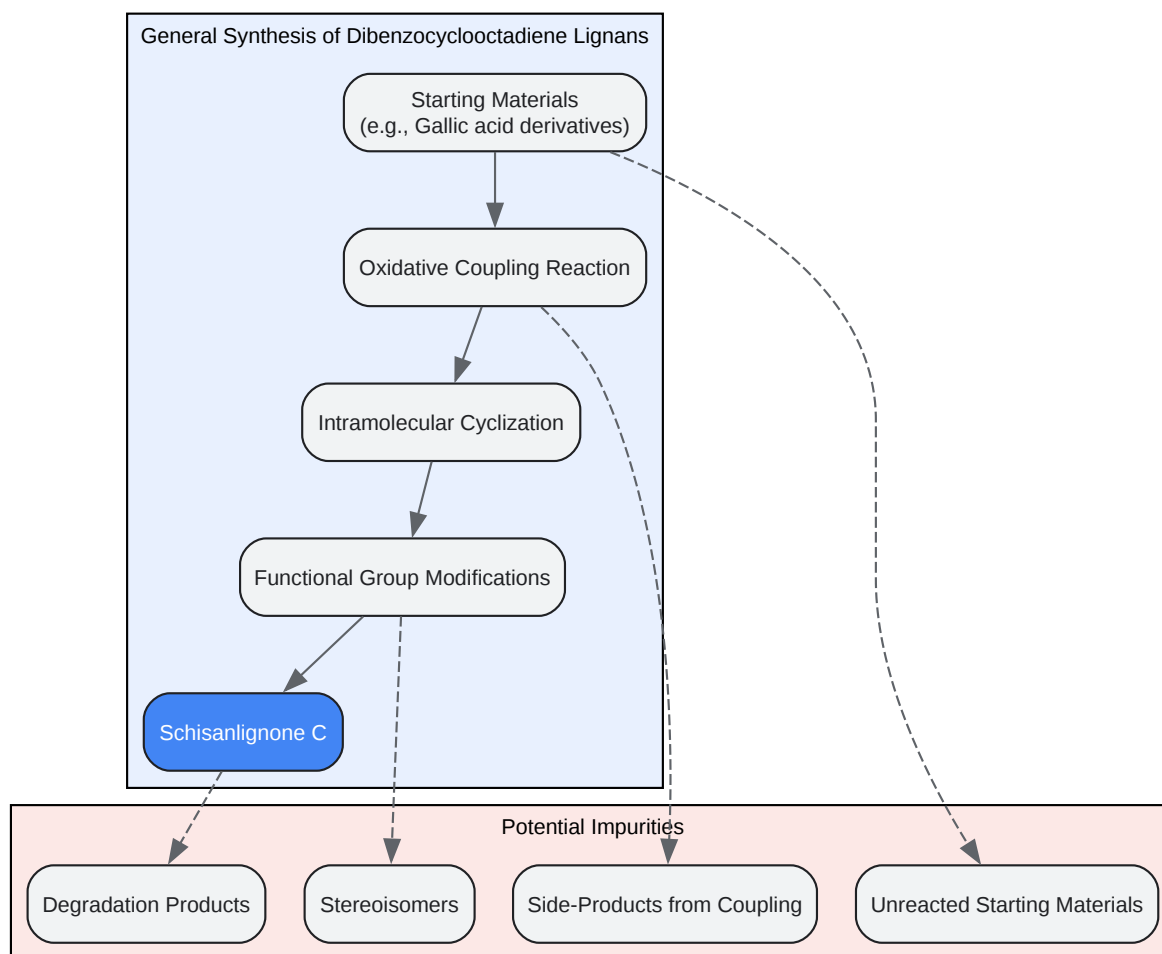 General Synthesis of Dibenzocyclooctadiene Lignans
Starting Materials
(e.g., Gallic acid derivatives)
Oxidative Coupling Reaction
Intramolecular Cyclization
Functional Group Modifications
Schisanlignone C
Potential Impurities
Degradation Products
Stereoisomers
Side-Products from Coupling
Unreacted Starting Materials